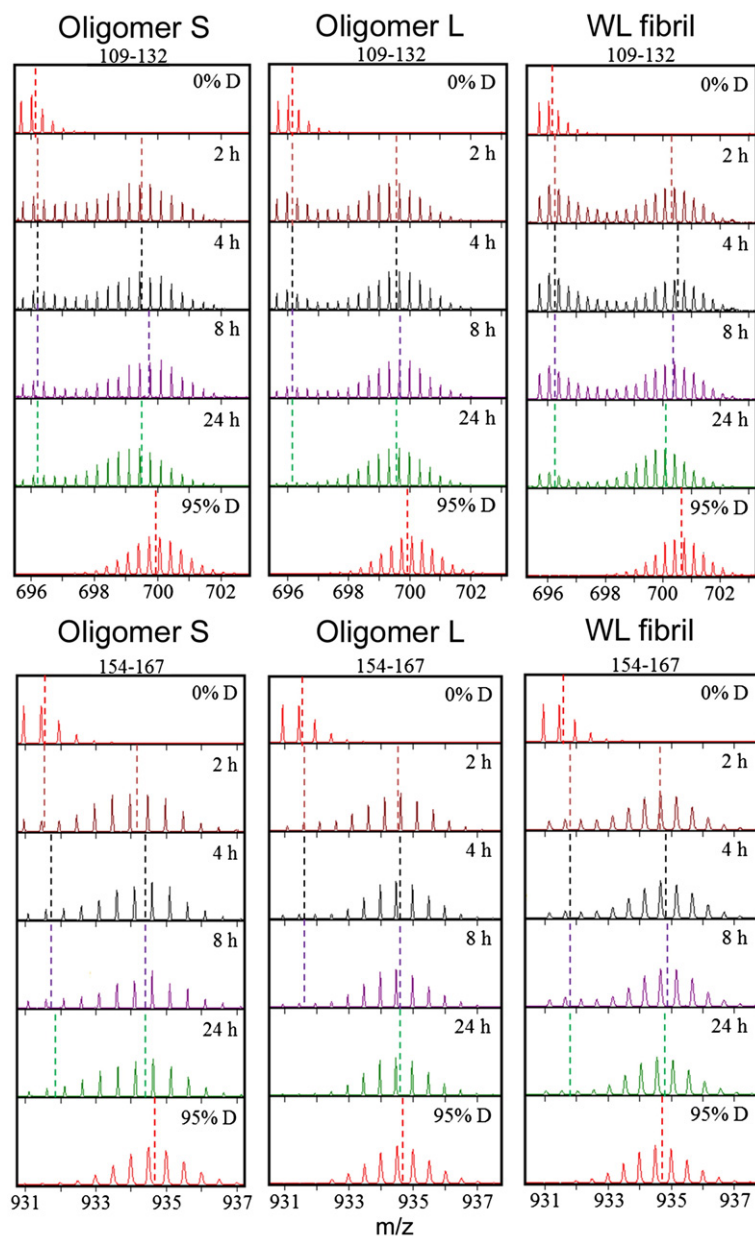 Oligomer S Oligomer L WL fibril
109-132 109-132 109-132
0% D 0% D 0% D
2 h 2 h 2 h
4 h 4 h 4 h
8 h 8 h 8 h
24 h 24 h 24 h
95% D 95% D 95% D
696 698 700 702 696 698 700 702 696 698 700 702
Oligomer S Oligomer L WL fibril
154-167 154-167 154-167
0% D 0% D 0% D
2 h 2 h 2 h
4 h 4 h 4 h
8 h 8 h 8 h
24 h 24 h 24 h
95% D 95% D 95% D
931 933 935 937 931 933 935 937 931 933 935 937
m/z